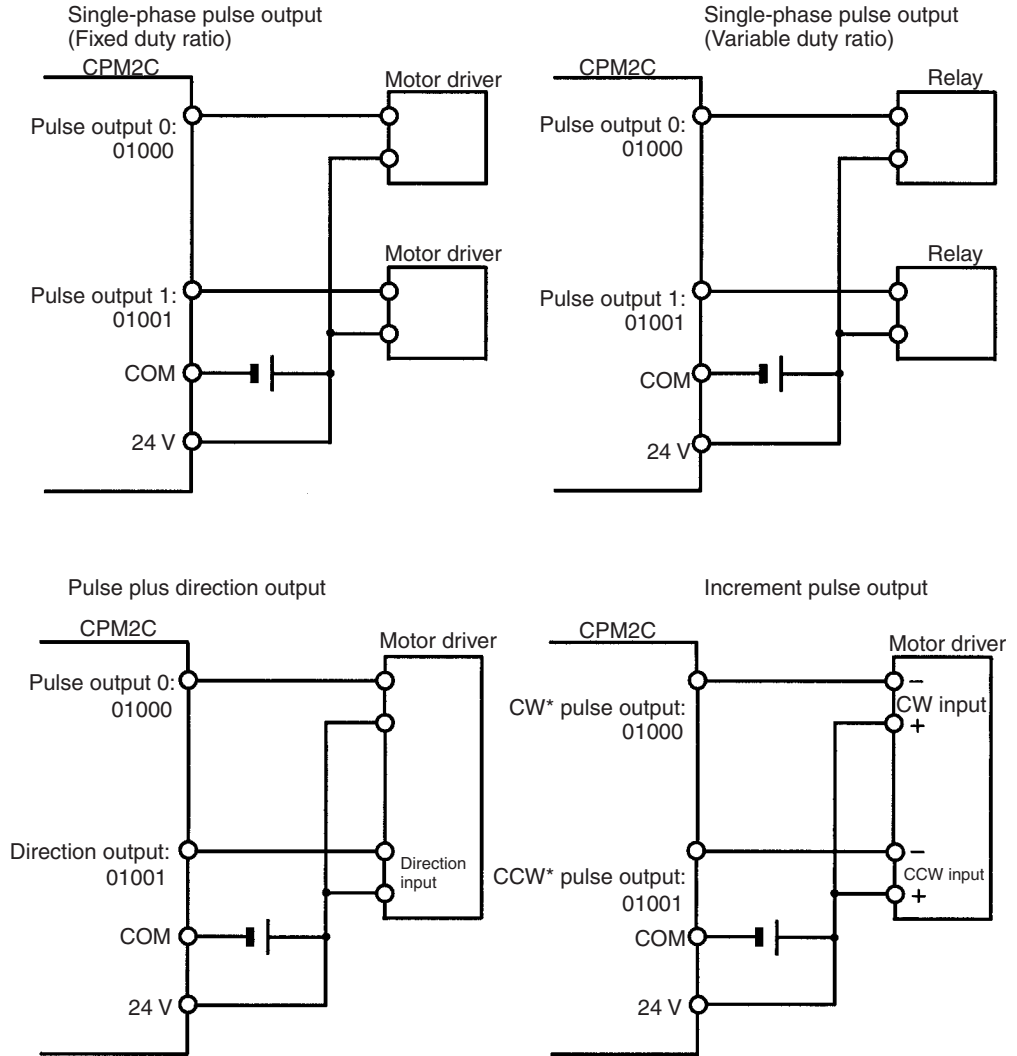 Single-phase pulse output
(Fixed duty ratio)
CPM2C
Motor driver
Pulse output 0:
01000
Motor driver
Pulse output 1:
01001
COM
24 V
Single-phase pulse output
(Variable duty ratio)
CPM2C
Relay
Pulse output 0:
01000
Relay
Pulse output 1:
01001
COM
24 V
Pulse plus direction output
CPM2C
Motor driver
Pulse output 0:
01000
Direction output:
01001
Direction
input
COM
24 V
Increment pulse output
CPM2C
Motor driver
−
CW* pulse output:
01000
CW input
+
−
CCW* pulse output:
01001
CCW input
+
COM
24 V